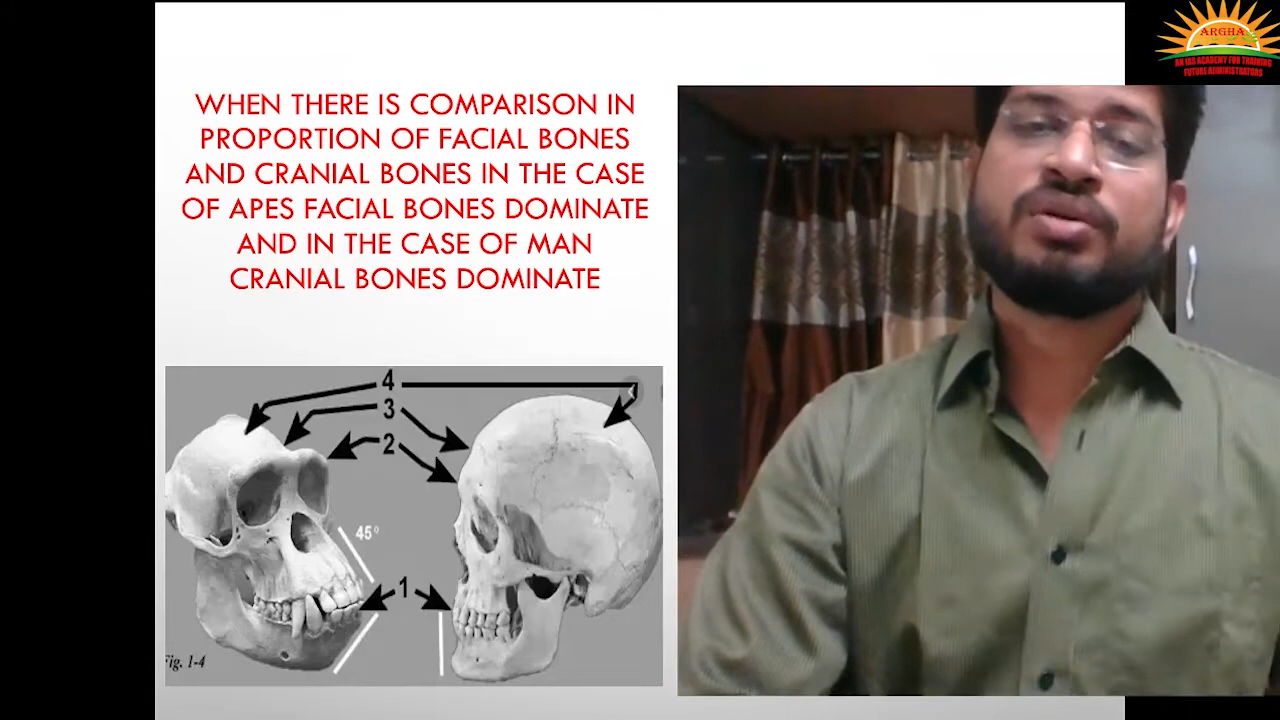 ARGHA
AN IAS ACADEMY FOR TRAINING
FUTURE ADMINISTRATORS
WHEN THERE IS COMPARISON IN
PROPORTION OF FACIAL BONES
AND CRANIAL BONES IN THE CASE
OF APES FACIAL BONES DOMINATE
AND IN THE CASE OF MAN
CRANIAL BONES DOMINATE
4
3
2
45°
1
Fig. 1-4